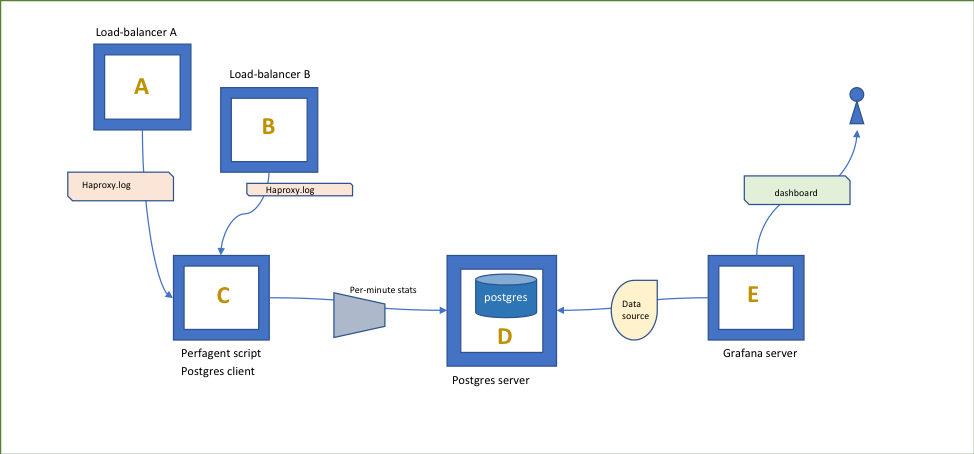 Load-balancer A
A
Load-balancer B
B
Haproxy.log
Haproxy.log
dashboard
C
Per-minute stats
postgres
D
Data
source
E
Perfagent script
Postgres client
Postgres server
Grafana server